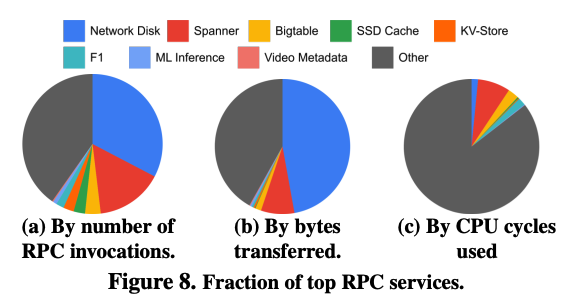 Network Disk Spanner Bigtable SSD Cache KV-Store
F1 ML Inference Video Metadata Other
(a) By number of
RPC invocations.
(b) By bytes
transferred.
(c) By CPU cycles
used
Figure 8. Fraction of top RPC services.